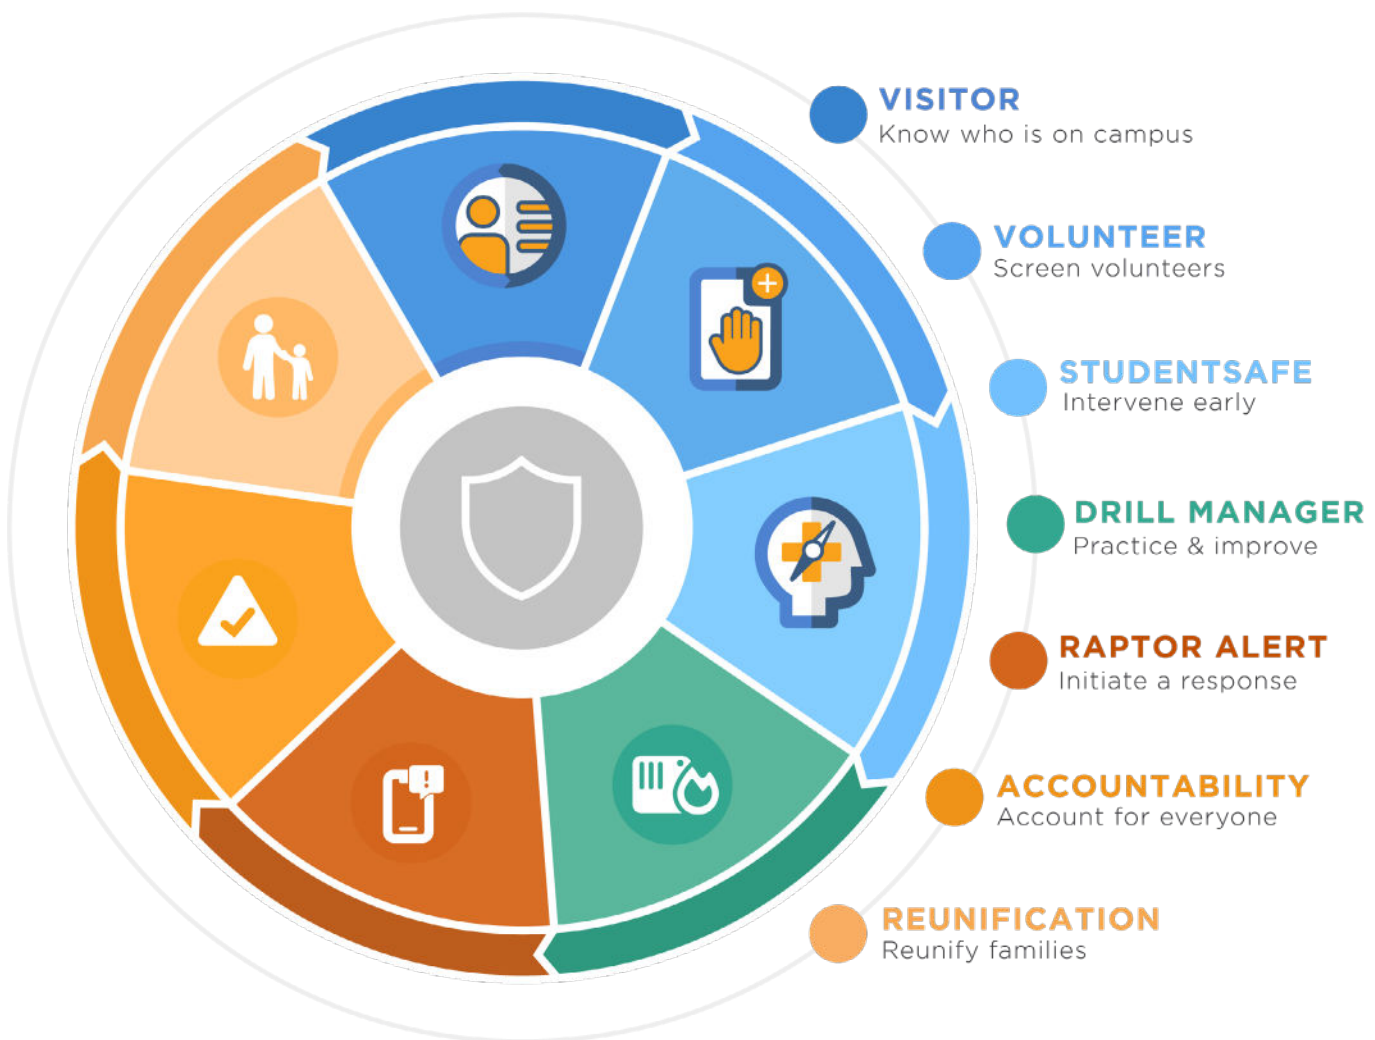 VISITOR
Know who is on campus
VOLUNTEER
Screen volunteers
STUDENTSAFE
Intervene early
DRILL MANAGER
Practice & improve
RAPTOR ALERT
Initiate a response
ACCOUNTABILITY
Account for everyone
REUNIFICATION
Reunify families